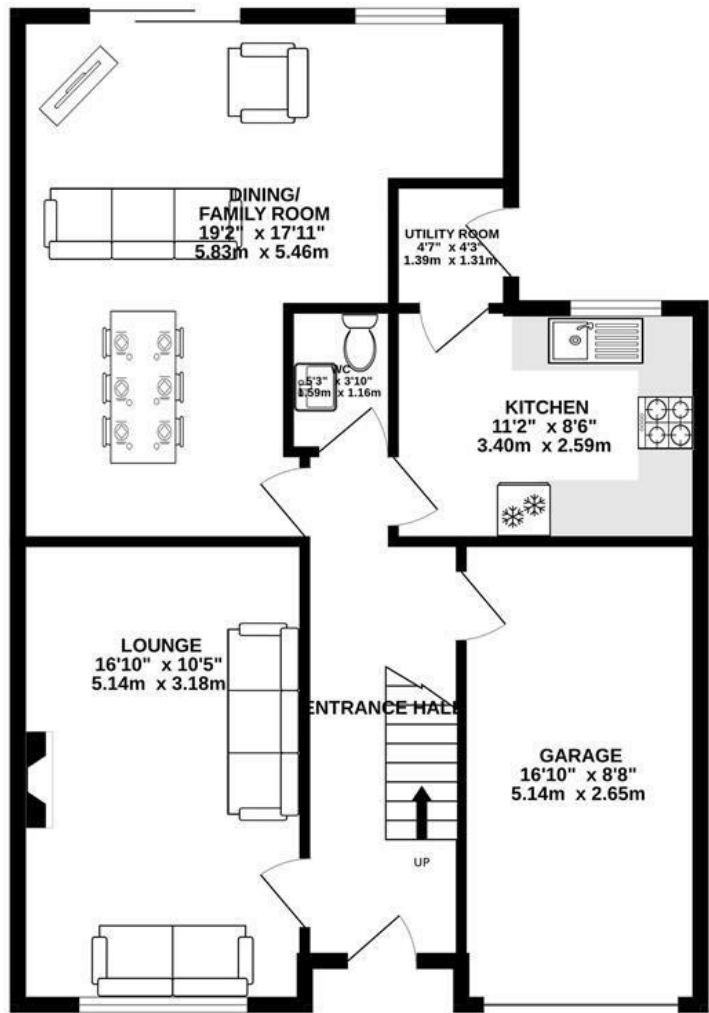 DINING/
FAMILY ROOM
19'2" x 17'11"
5.83m x 5.46m
UTILITY ROOM
4'7" x 4'3"
1.39m x 1.31m
WC
5'3" x 3'10"
1.59m x 1.16m
KITCHEN
11'2" x 8'6"
3.40m x 2.59m
LOUNGE
16'10" x 10'5"
5.14m x 3.18m
ENTRANCE HALL
GARAGE
16'10" x 8'8"
5.14m x 2.65m
UP